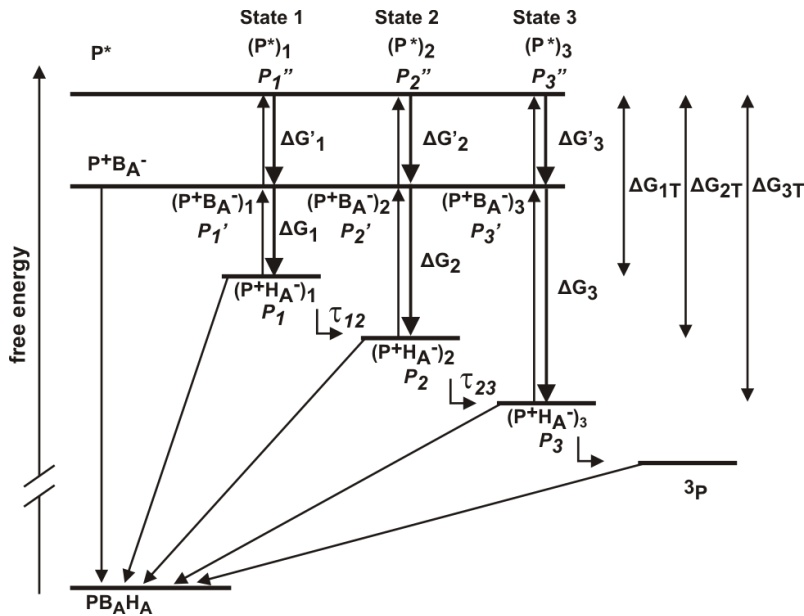 State 1 State 2 State 3
P* (P*)1 (P*)2 (P*)3
P1” P2” P3”
ΔG’1 ΔG’2 ΔG’3
P+BA-
ΔG1T ΔG2T ΔG3T
(P+BA-)1 (P+BA-)2 (P+BA-)3
P1’ P2’ P3’
ΔG1 ΔG2 ΔG3
(P+HA-)1
P1
τ12
(P+HA-)2
P2
τ23
(P+HA-)3
P3
3P
free energy
PBAHA